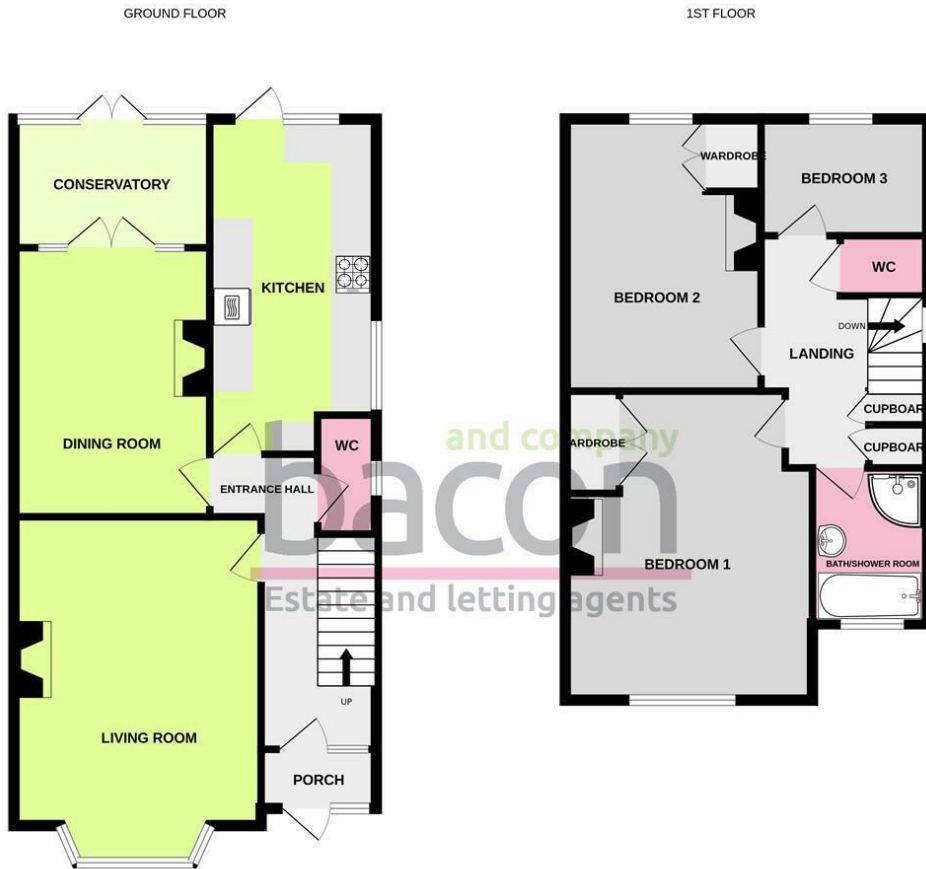 GROUND FLOOR
1ST FLOOR
CONSERVATORY
KITCHEN
DINING ROOM
WC
ENTRANCE HALL
LIVING ROOM
UP
PORCH
WARDROBE
BEDROOM 3
WC
BEDROOM 2
DOWN
LANDING
CUPBOAR
CUPBOAR
ARDROBE
BEDROOM 1
BATH/SHOWER ROOM
and company
bacon
Estate and letting agents